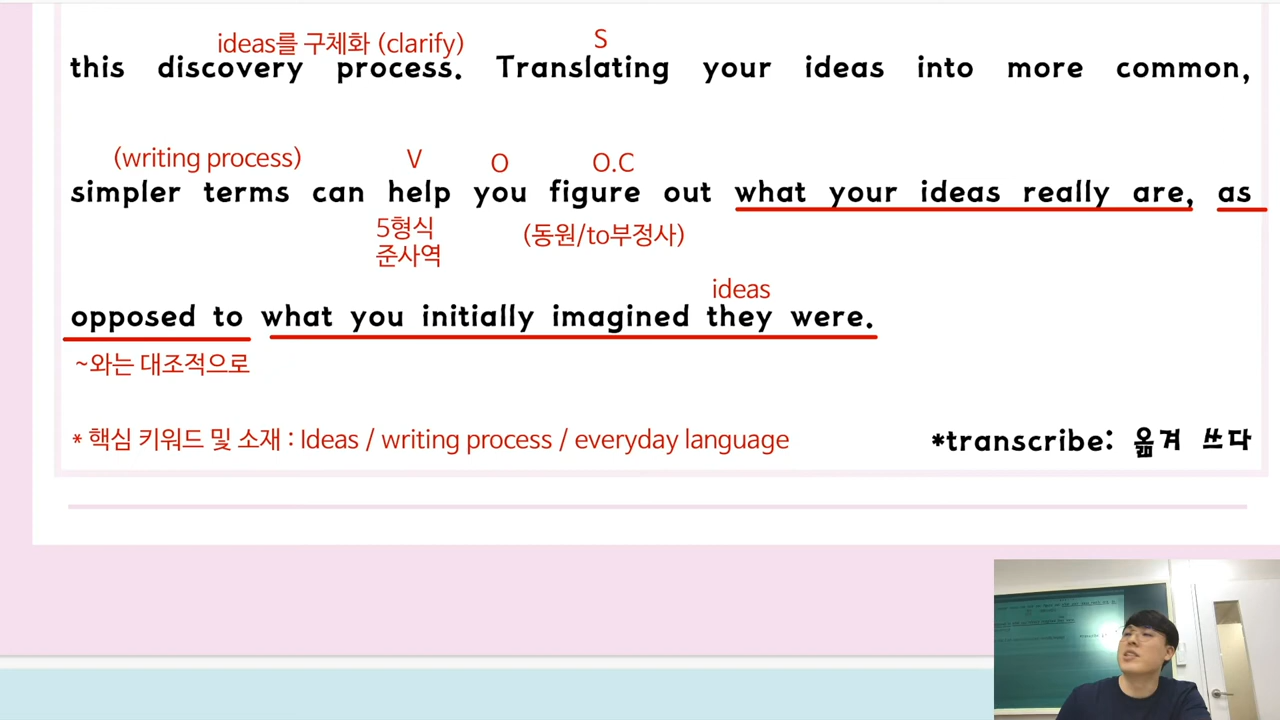 ideas를 구체화 (clarify)
S
this discovery process. Translating your ideas into more common,
(writing process)
V
O
O.C
simpler terms can help you figure out what your ideas really are, as
5형식
준사역
(동원/to부정사)
ideas
opposed to what you initially imagined they were.
~와는 대조적으로
* 핵심 키워드 및 소재 : Ideas / writing process / everyday language
*transcribe: 옮겨 쓰다